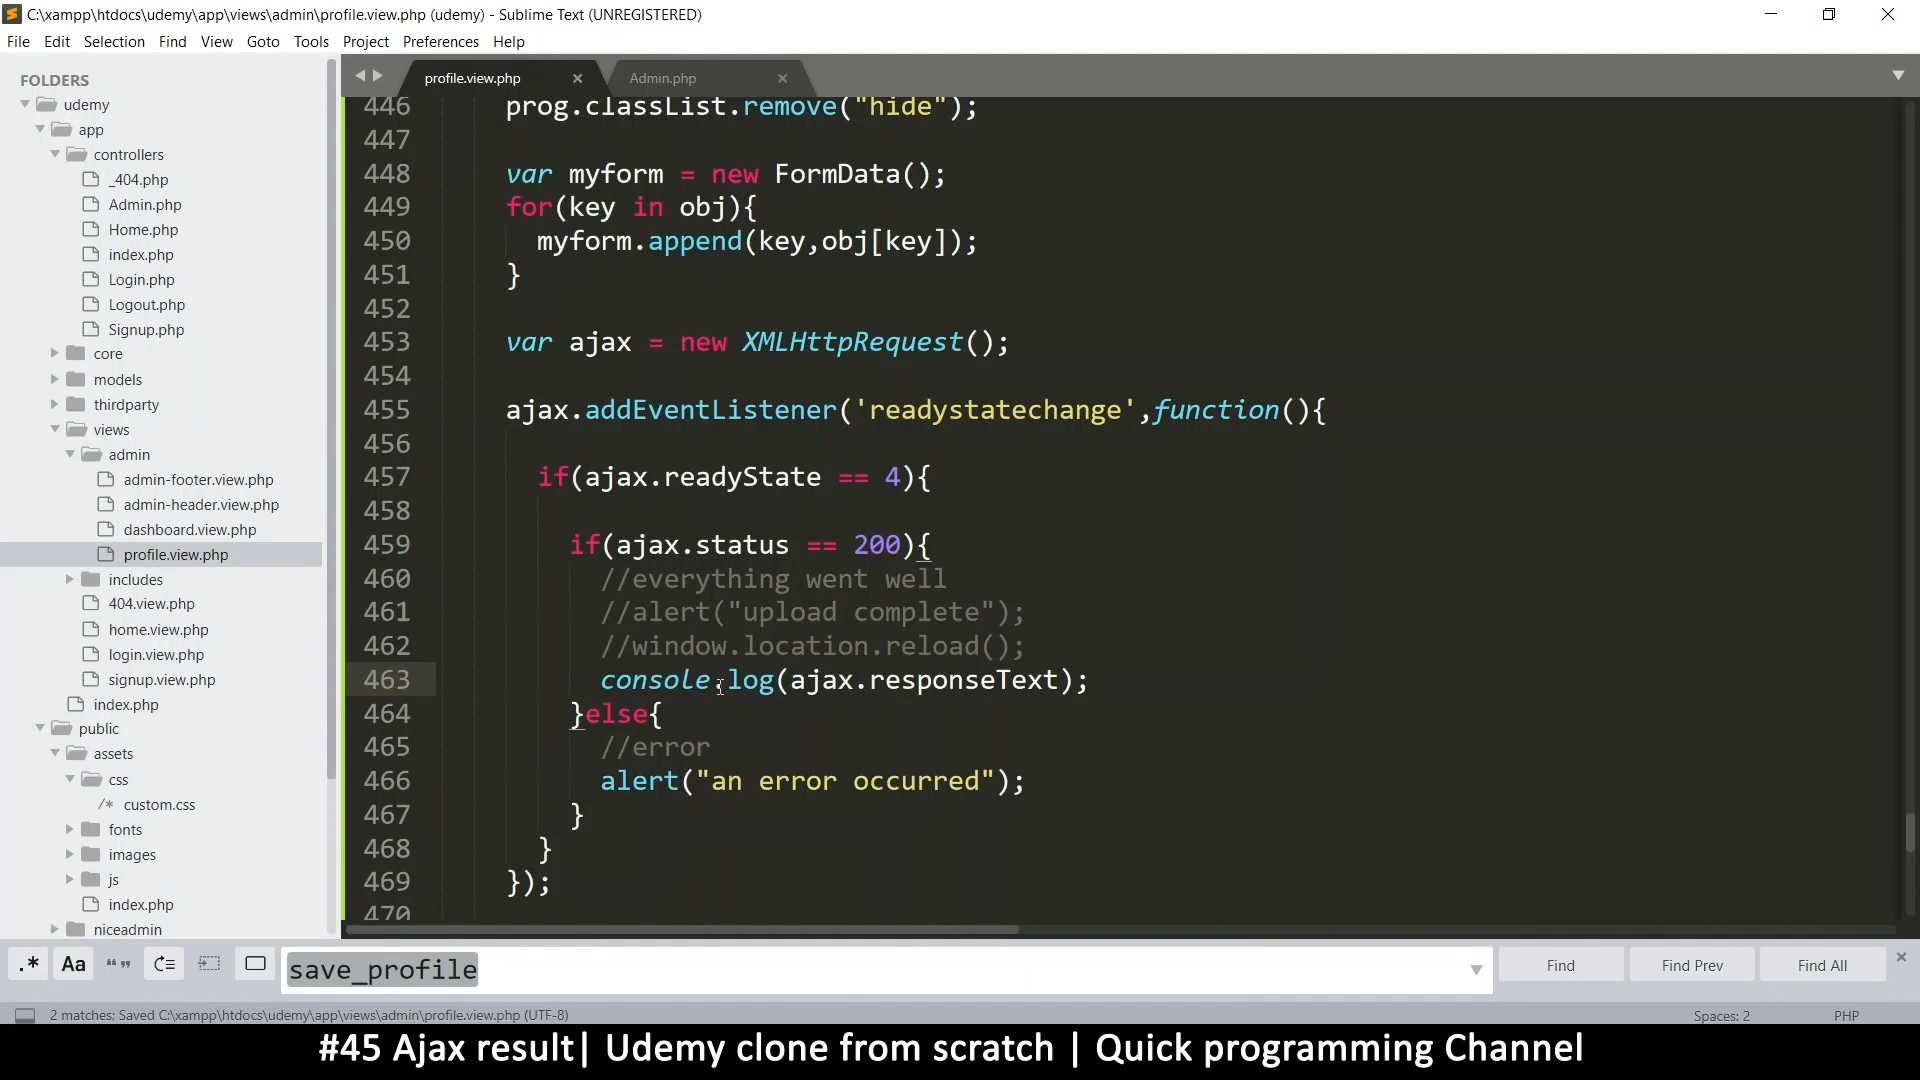 C:\xampp\htdocs\udemy\app\views\admin\profile.view.php (udemy) - Sublime Text (UNREGISTERED)
File Edit Selection Find View Goto Tools Project Preferences Help
FOLDERS
udemy
app
controllers
_404.php
Admin.php
Home.php
index.php
Login.php
Logout.php
Signup.php
core
models
thirdparty
views
admin
admin-footer.view.php
admin-header.view.php
dashboard.view.php
profile.view.php
includes
404.view.php
home.view.php
login.view.php
signup.view.php
index.php
public
assets
css
/* custom.css
fonts
images
js
index.php
niceadmin
profile.view.php Admin.php
446 prog.classList.remove("hide");
447
448 var myform = new FormData();
449 for(key in obj){
450 myform.append(key,obj[key]);
451 }
452
453 var ajax = new XMLHttpRequest();
454
455 ajax.addEventListener('readystatechange',function(){
456
457 if(ajax.readyState == 4){
458
459 if(ajax.status == 200){
460 //everything went well
461 //alert("upload complete");
462 //window.location.reload();
463 console.log(ajax.responseText);
464 }else{
465 //error
466 alert("an error occurred");
467 }
468 }
469 });
470
.* Aa “” save_profile Find Find Prev Find All
2 matches; Saved C:\xampp\htdocs\udemy\app\views\admin\profile.view.php (UTF-8) Spaces: 2 PHP
#45 Ajax result| Udemy clone from scratch | Quick programming Channel